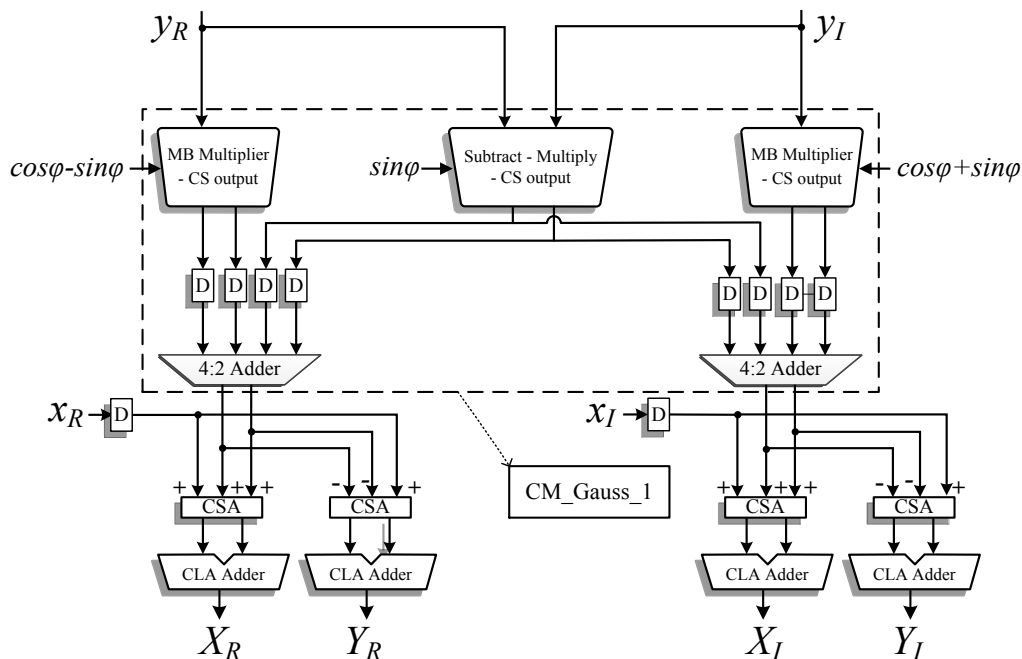 y_R y_I
MB Multiplier - CS output
Subtract - Multiply - CS output
MB Multiplier - CS output
cosφ-sinφ sinφ cosφ+sinφ
D D D D D D D D
4:2 Adder 4:2 Adder
x_R D x_I D
+ + + - - + + + + - - +
CSA CSA CM_Gauss_1 CSA CSA
CLA Adder CLA Adder CLA Adder CLA Adder
X_R Y_R X_I Y_I